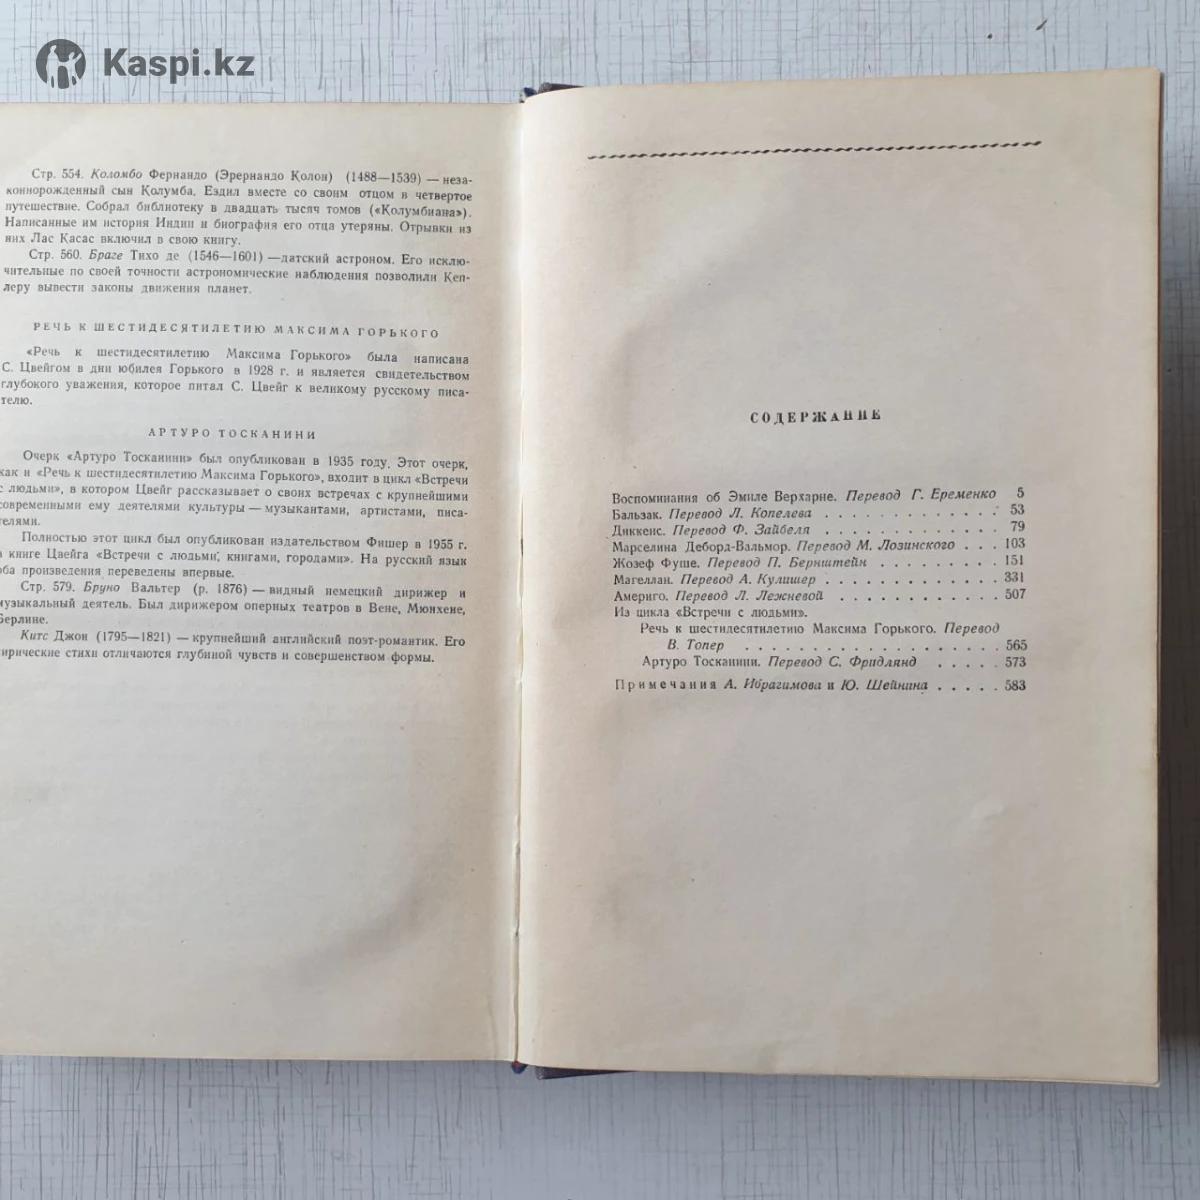 Kaspi.kz
Стр. 554. Коломбо Фернандо (Эрернандо Колон) (1488—1539) — неза-
коннорожденный сын Колумба. Ездил вместе со своим отцом в четвертое
путешествие. Собрал библиотеку в двадцать тысяч томов («Колумбиана»).
Написанные им история Индии и биография его отца утеряны. Отрывки из
них Лас Касас включил в свою книгу.
Стр. 560. Браге Тихо де (1546—1601) —датский астроном. Его исклю-
чительные по своей точности астрономические наблюдения позволили Кеп-
леру вывести законы движения планет.
РЕЧЬ К ШЕСТИДЕСЯТИЛЕТИЮ МАКСИМА ГОРЬКОГО
«Речь к шестидесятилетию Максима Горького» была написана
С. Цвейгом в дни юбилея Горького в 1928 г. и является свидетельством
глубокого уважения, которое питал С. Цвейг к великому русскому писа-
телю.
АРТУРО ТОСКАНИНИ
Очерк «Артуро Тосканини» был опубликован в 1935 году. Этот очерк,
как и «Речь к шестидесятилетию Максима Горького», входит в цикл «Встречи
с людьми», в котором Цвейг рассказывает о своих встречах с крупнейшими
современными ему деятелями культуры — музыкантами, артистами, писа-
телями.
Полностью этот цикл был опубликован издательством Фишер в 1955 г.
в книге Цвейга «Встречи с людьми, книгами, городами». На русский язык
оба произведения переведены впервые.
Стр. 579. Бруно Вальтер (р. 1876) — видный немецкий дирижер и
музыкальный деятель. Был дирижером оперных театров в Вене, Мюнхене,
Берлине.
Китс Джон (1795—1821) — крупнейший английский поэт-романтик. Его
лирические стихи отличаются глубиной чувств и совершенством формы.
СОДЕРЖАНИЕ
Воспоминания об Эмиле Верхарне. Перевод Г. Еременко 5
Бальзак. Перевод Л. Копелева . . . . . . . . . . . . . 53
Диккенс. Перевод Ф. Зайбеля . . . . . . . . . . . . . 79
Марселина Деборд-Вальмор. Перевод М. Лозинского . . . 103
Жозеф Фуше. Перевод П. Бернштейн . . . . . . . . . 151
Магеллан. Перевод А. Кулишер . . . . . . . . . . . . . 331
Америго. Перевод Л. Лежневой . . . . . . . . . . . . 507
Из цикла «Встречи с людьми».
Речь к шестидесятилетию Максима Горького. Перевод
В. Топер . . . . . . . . . . . . . . . . . . . 565
Артуро Тосканини. Перевод С. Фридлянд . . . . . 573
Примечания А. Ибрагимова и Ю. Шейнина . . . . . 583